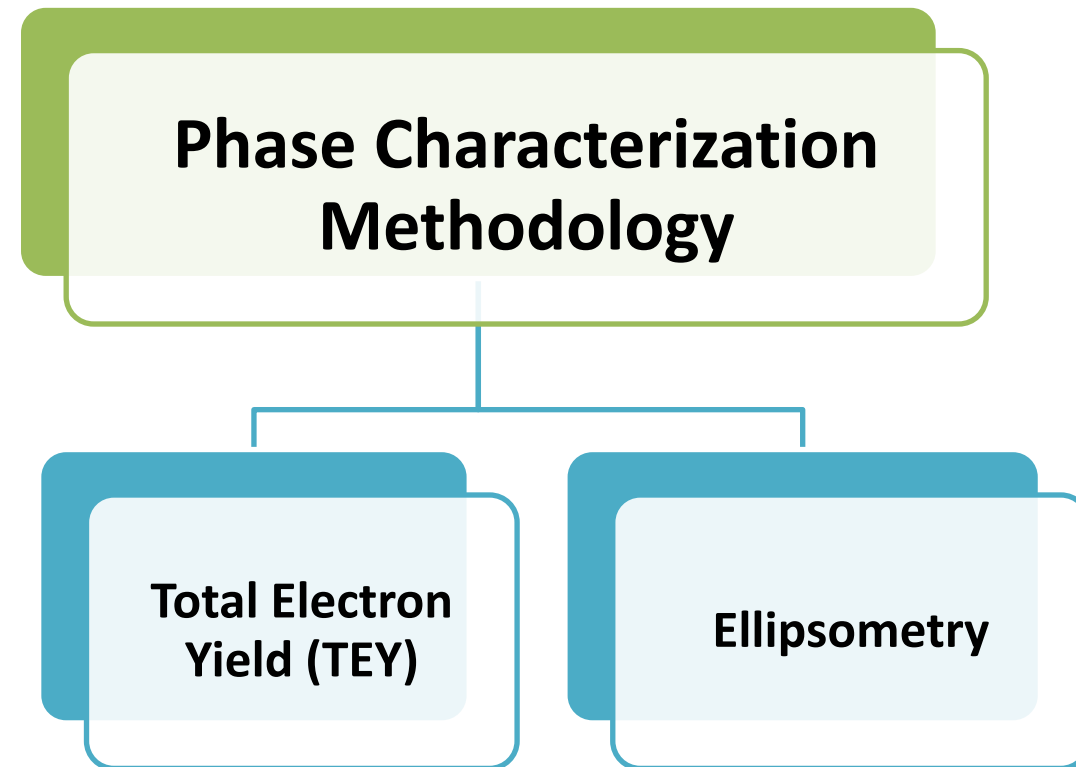 Phase Characterization
Methodology
Total Electron
Yield (TEY)
Ellipsometry